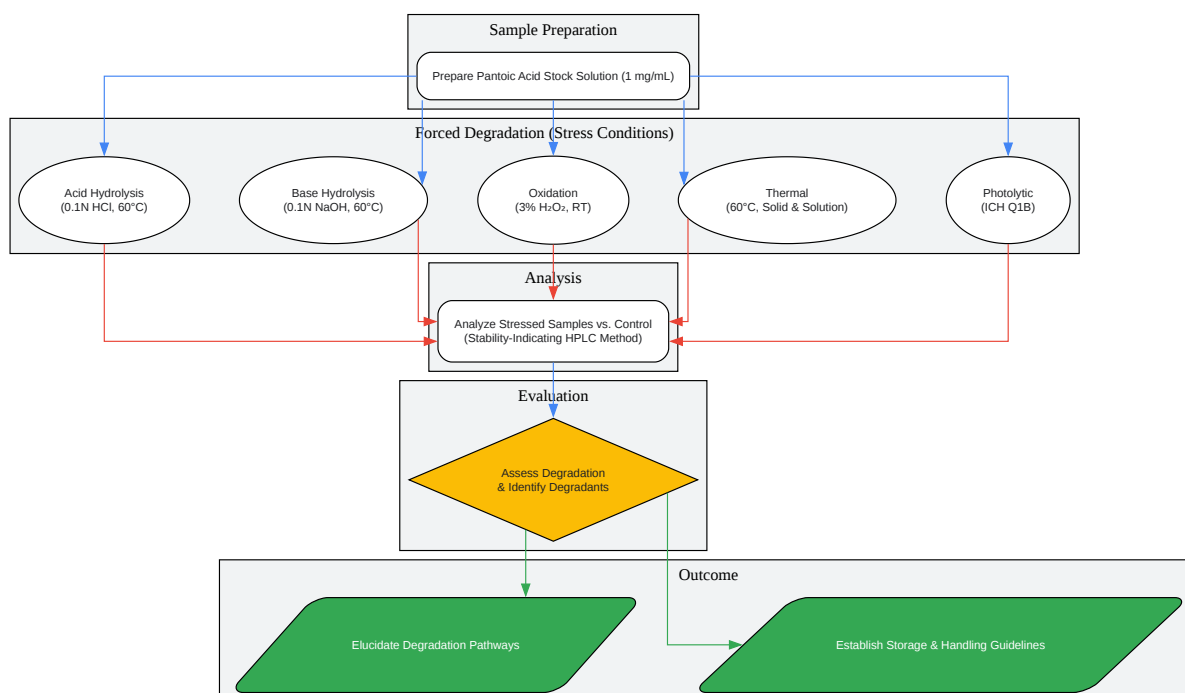 Sample Preparation
Prepare Pantoic Acid Stock Solution (1 mg/mL)
Forced Degradation (Stress Conditions)
Acid Hydrolysis
(0.1N HCl, 60°C)
Base Hydrolysis
(0.1N NaOH, 60°C)
Oxidation
(3% H₂O₂, RT)
Thermal
(60°C, Solid & Solution)
Photolytic
(ICH Q1B)
Analysis
Analyze Stressed Samples vs. Control
(Stability-Indicating HPLC Method)
Evaluation
Assess Degradation
& Identify Degradants
Outcome
Elucidate Degradation Pathways
Establish Storage & Handling Guidelines